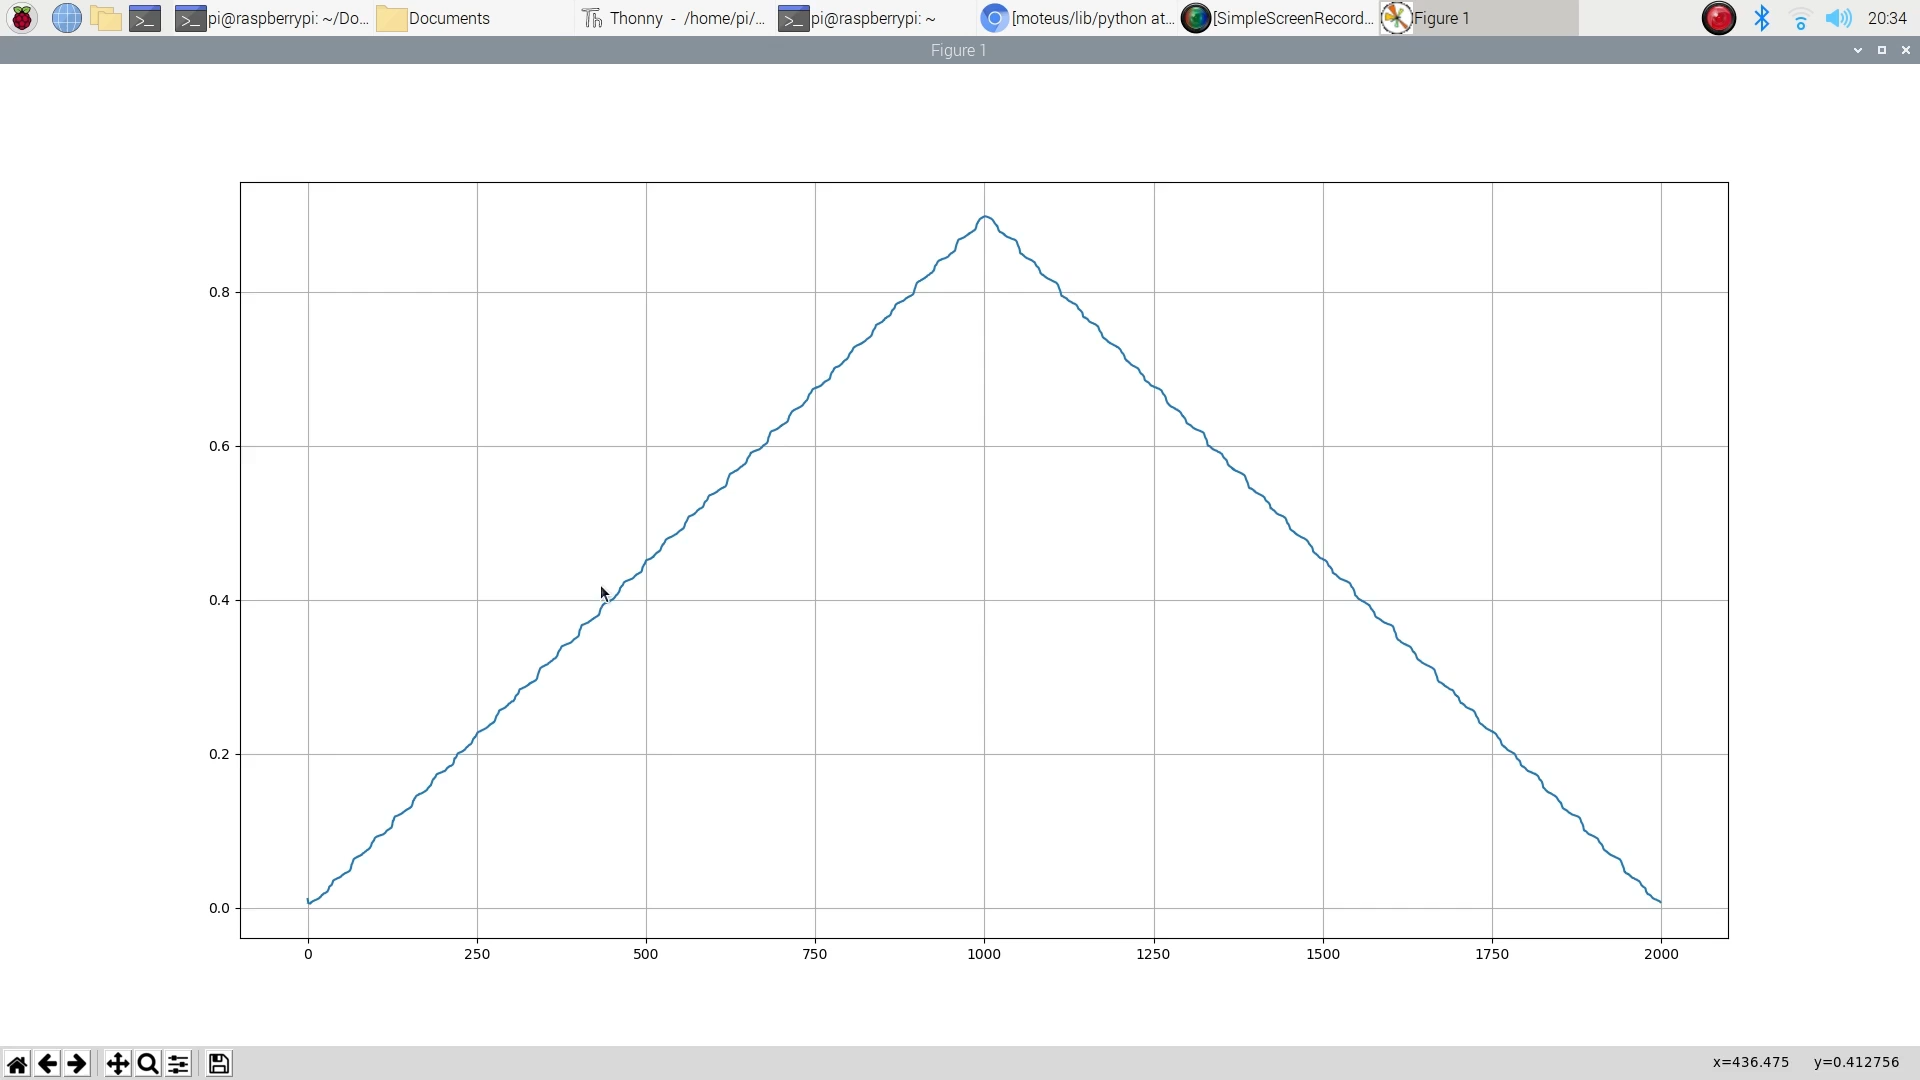 pi@raspberrypi: ~/Do... Documents Thonny - /home/pi/... pi@raspberrypi: ~ [moteus/lib/python at... [SimpleScreenRecord... Figure 1 20:34
Figure 1
0.8
0.6
0.4
0.2
0.0
0 250 500 750 1000 1250 1500 1750 2000
x=436.475 y=0.412756